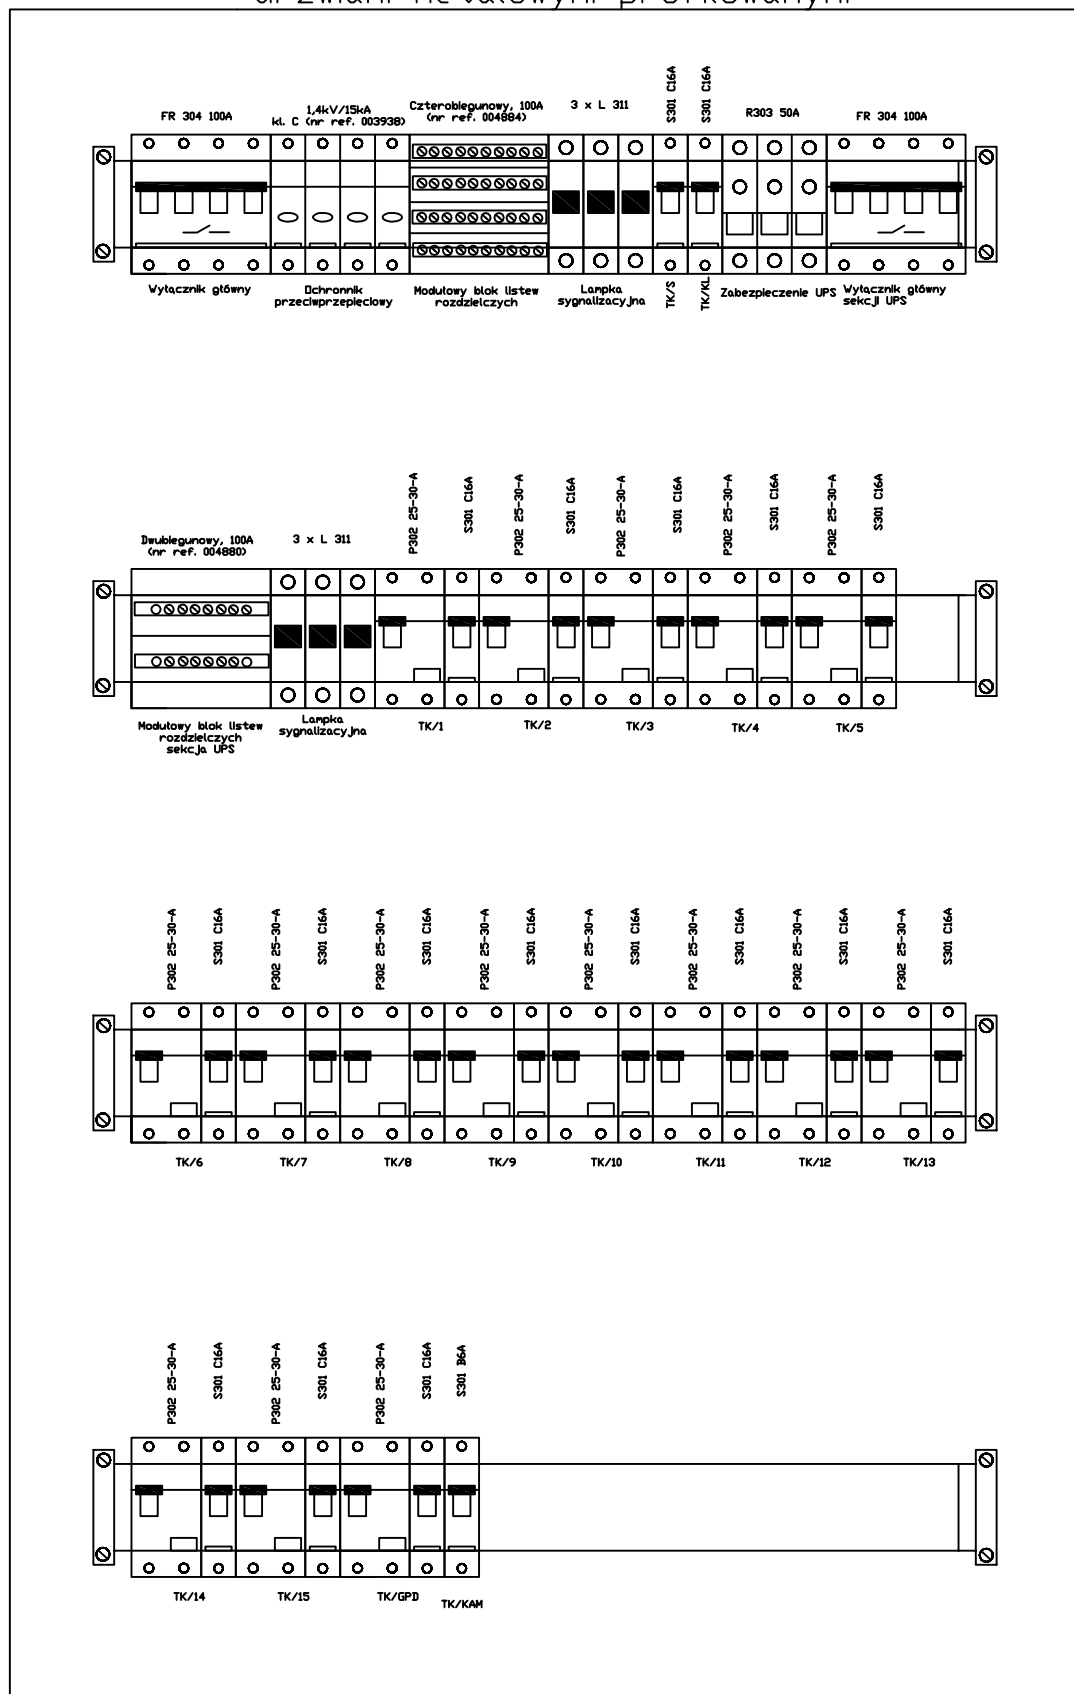 FR 304 100A
1,4kV/15kA
kl. C (nr ref. 003938)
Czterobiegunowy, 100A
(nr ref. 004884)
3 x L 311
S301 C16A
S301 C16A
R303 50A
FR 304 100A
Wyłącznik główny
Ochronnik
przeciwprzepięciowy
Modułowy blok listew
rozdzielczych
Lampka
sygnalizacyjna
TK/S
TK/KL
Zabezpieczenie UPS
Wyłącznik główny
sekcji UPS
Dwubiegunowy, 100A
(nr ref. 004880)
3 x L 311
P302 25-30-A
S301 C16A
P302 25-30-A
S301 C16A
P302 25-30-A
S301 C16A
P302 25-30-A
S301 C16A
P302 25-30-A
S301 C16A
Modułowy blok listew
rozdzielczych
sekcja UPS
Lampka
sygnalizacyjna
TK/1
TK/2
TK/3
TK/4
TK/5
P302 25-30-A
S301 C16A
P302 25-30-A
S301 C16A
P302 25-30-A
S301 C16A
P302 25-30-A
S301 C16A
P302 25-30-A
S301 C16A
P302 25-30-A
S301 C16A
P302 25-30-A
S301 C16A
P302 25-30-A
S301 C16A
TK/6
TK/7
TK/8
TK/9
TK/10
TK/11
TK/12
TK/13
P302 25-30-A
S301 C16A
P302 25-30-A
S301 C16A
P302 25-30-A
S301 C16A
S301 B6A
TK/14
TK/15
TK/GPD
TK/KAM